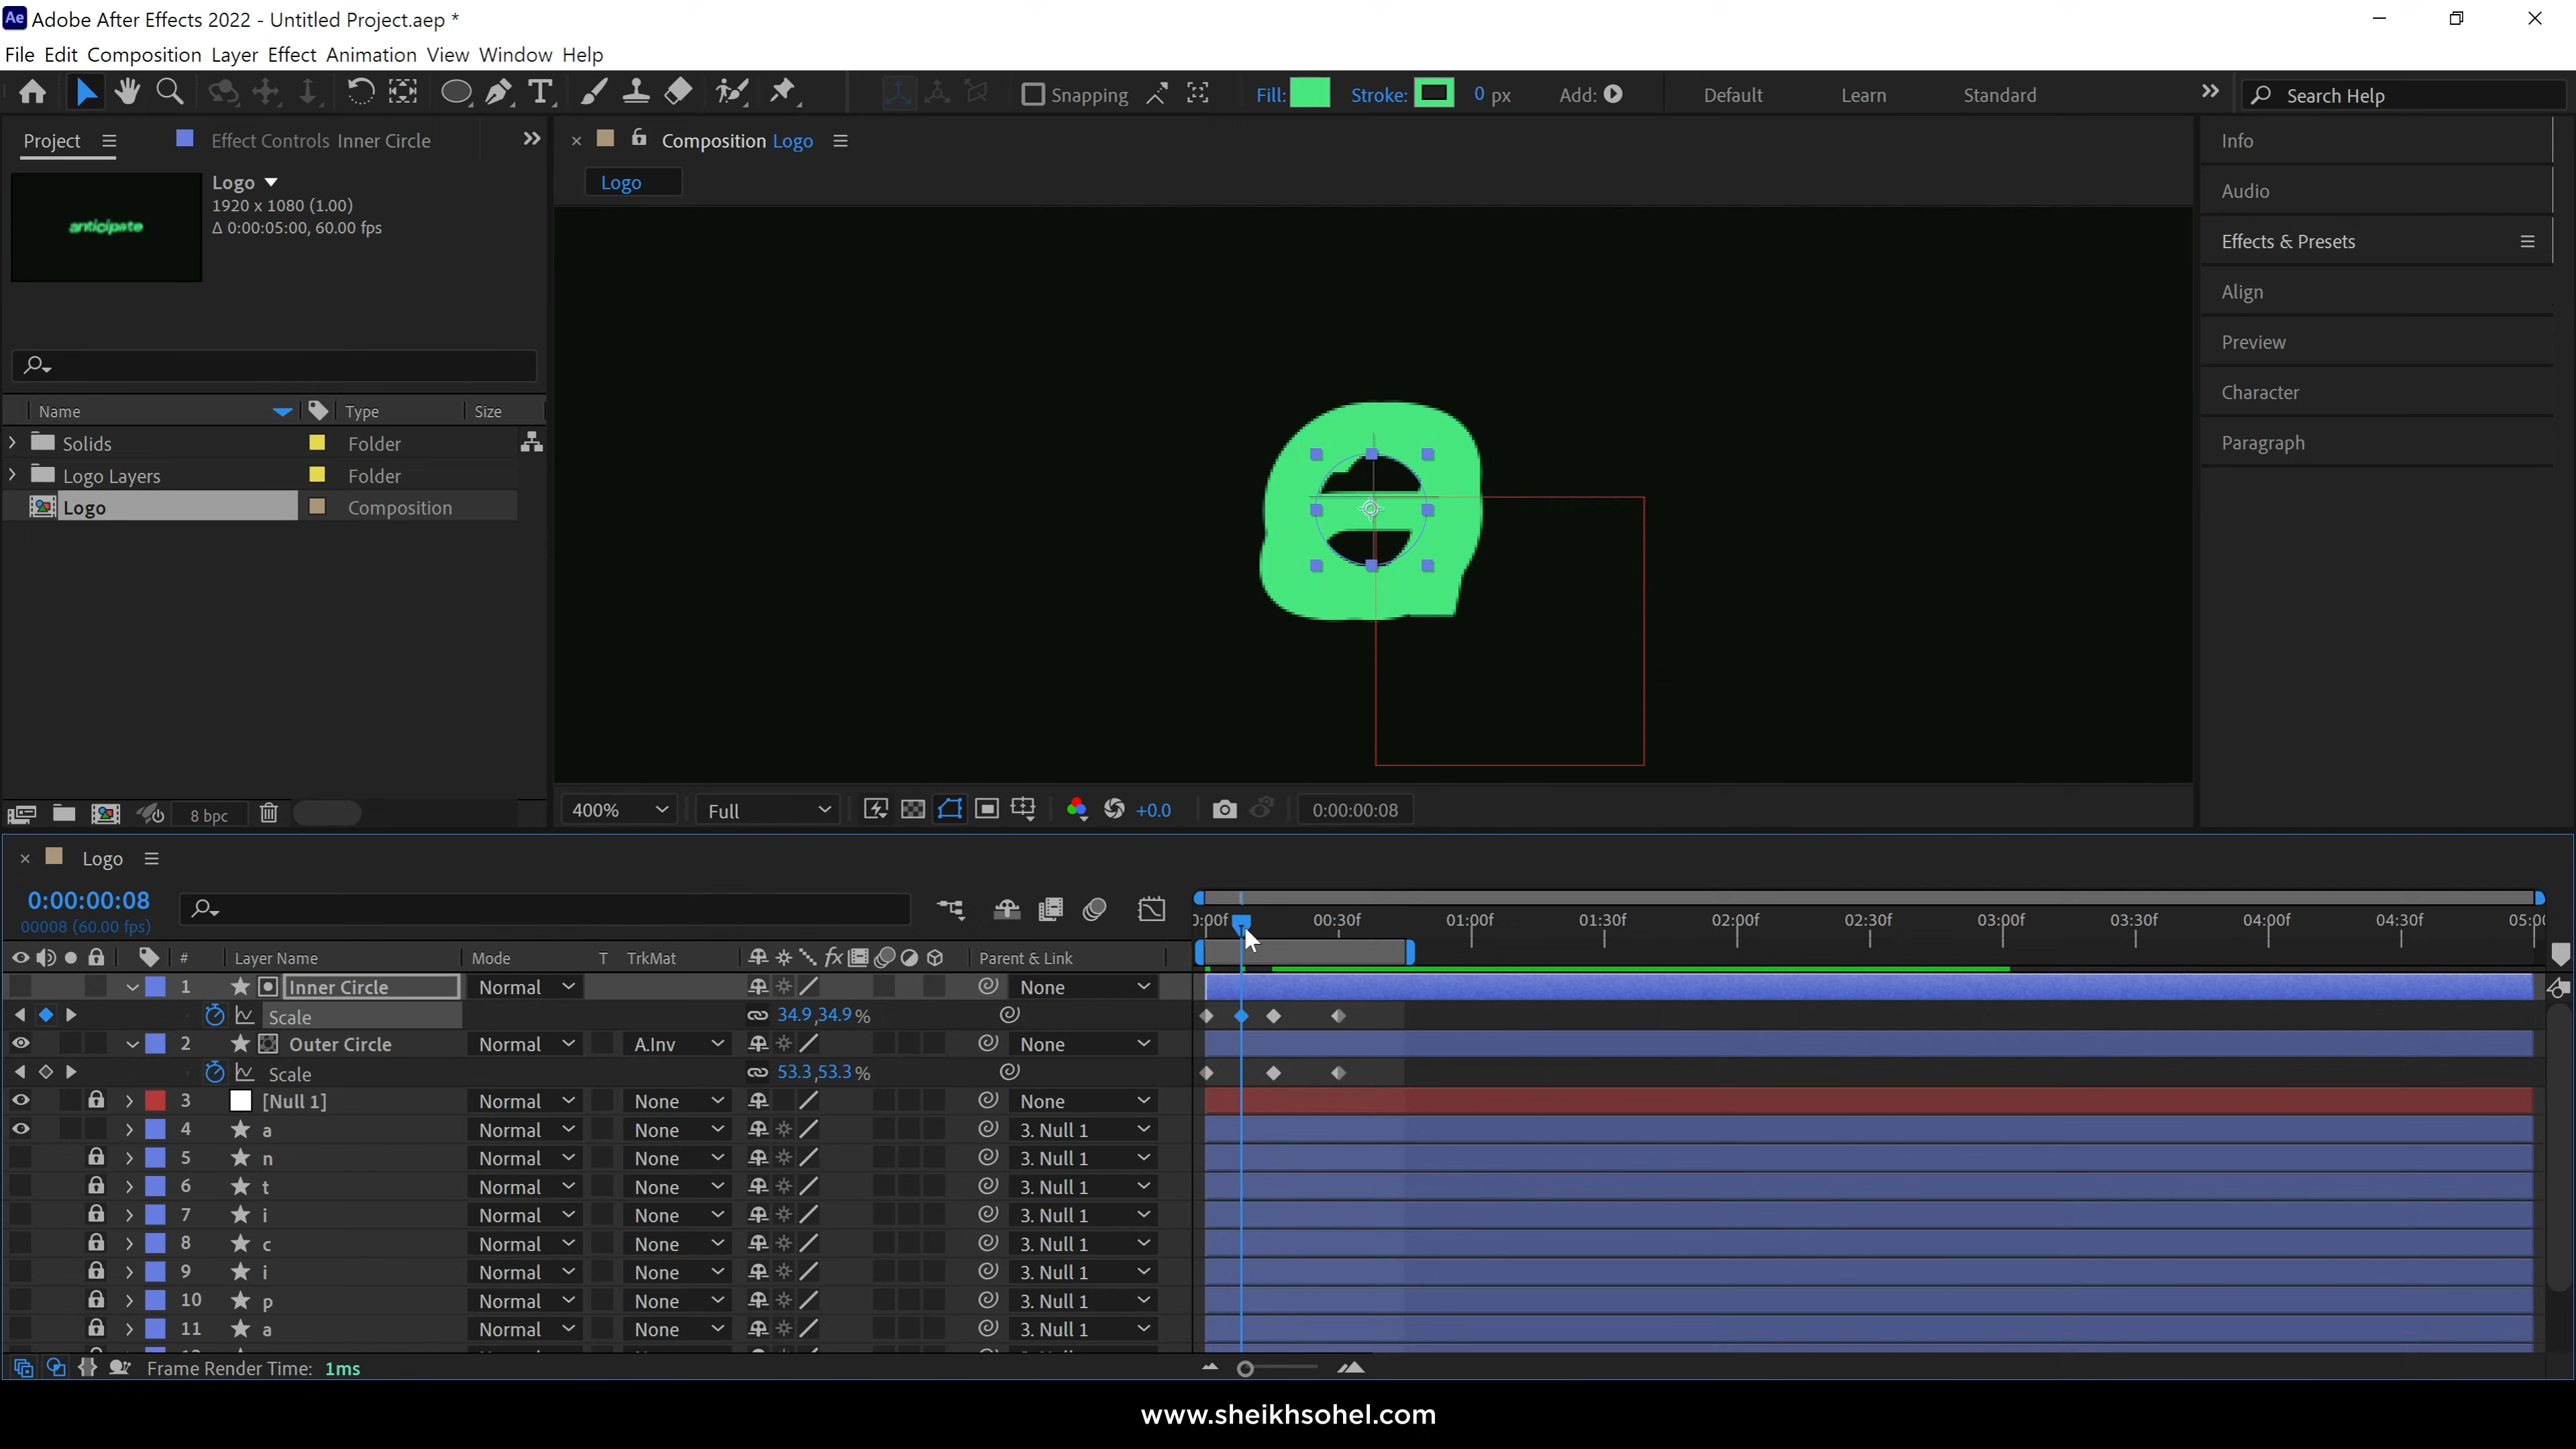 Ae Adobe After Effects 2022 - Untitled Project.aep *
File Edit Composition Layer Effect Animation View Window Help
Snapping Fill: Stroke: 0 px Add: Default Learn Standard Search Help
Project Effect Controls Inner Circle
Composition Logo
Logo
1920 x 1080 (1.00)
Δ 0:00:05:00, 60.00 fps
anticipate
Logo
Name Type Size
Solids Folder
Logo Layers Folder
Logo Composition
8 bpc
400% Full +0.0 0:00:00:08
Info
Audio
Effects & Presets
Align
Preview
Character
Paragraph
Logo
0:00:00:08
00008 (60.00 fps)
00f 00:30f 01:00f 01:30f 02:00f 02:30f 03:00f 03:30f 04:00f 04:30f 05:00
# Layer Name Mode T TrkMat fx Parent & Link
1 Inner Circle Normal None
Scale 34.9,34.9 %
2 Outer Circle Normal A.Inv None
Scale 53.3,53.3 %
3 [Null 1] Normal None None
4 a Normal None 3. Null 1
5 n Normal None 3. Null 1
6 t Normal None 3. Null 1
7 i Normal None 3. Null 1
8 c Normal None 3. Null 1
9 i Normal None 3. Null 1
10 p Normal None 3. Null 1
11 a Normal None 3. Null 1
Frame Render Time: 1ms
www.sheikhsohel.com